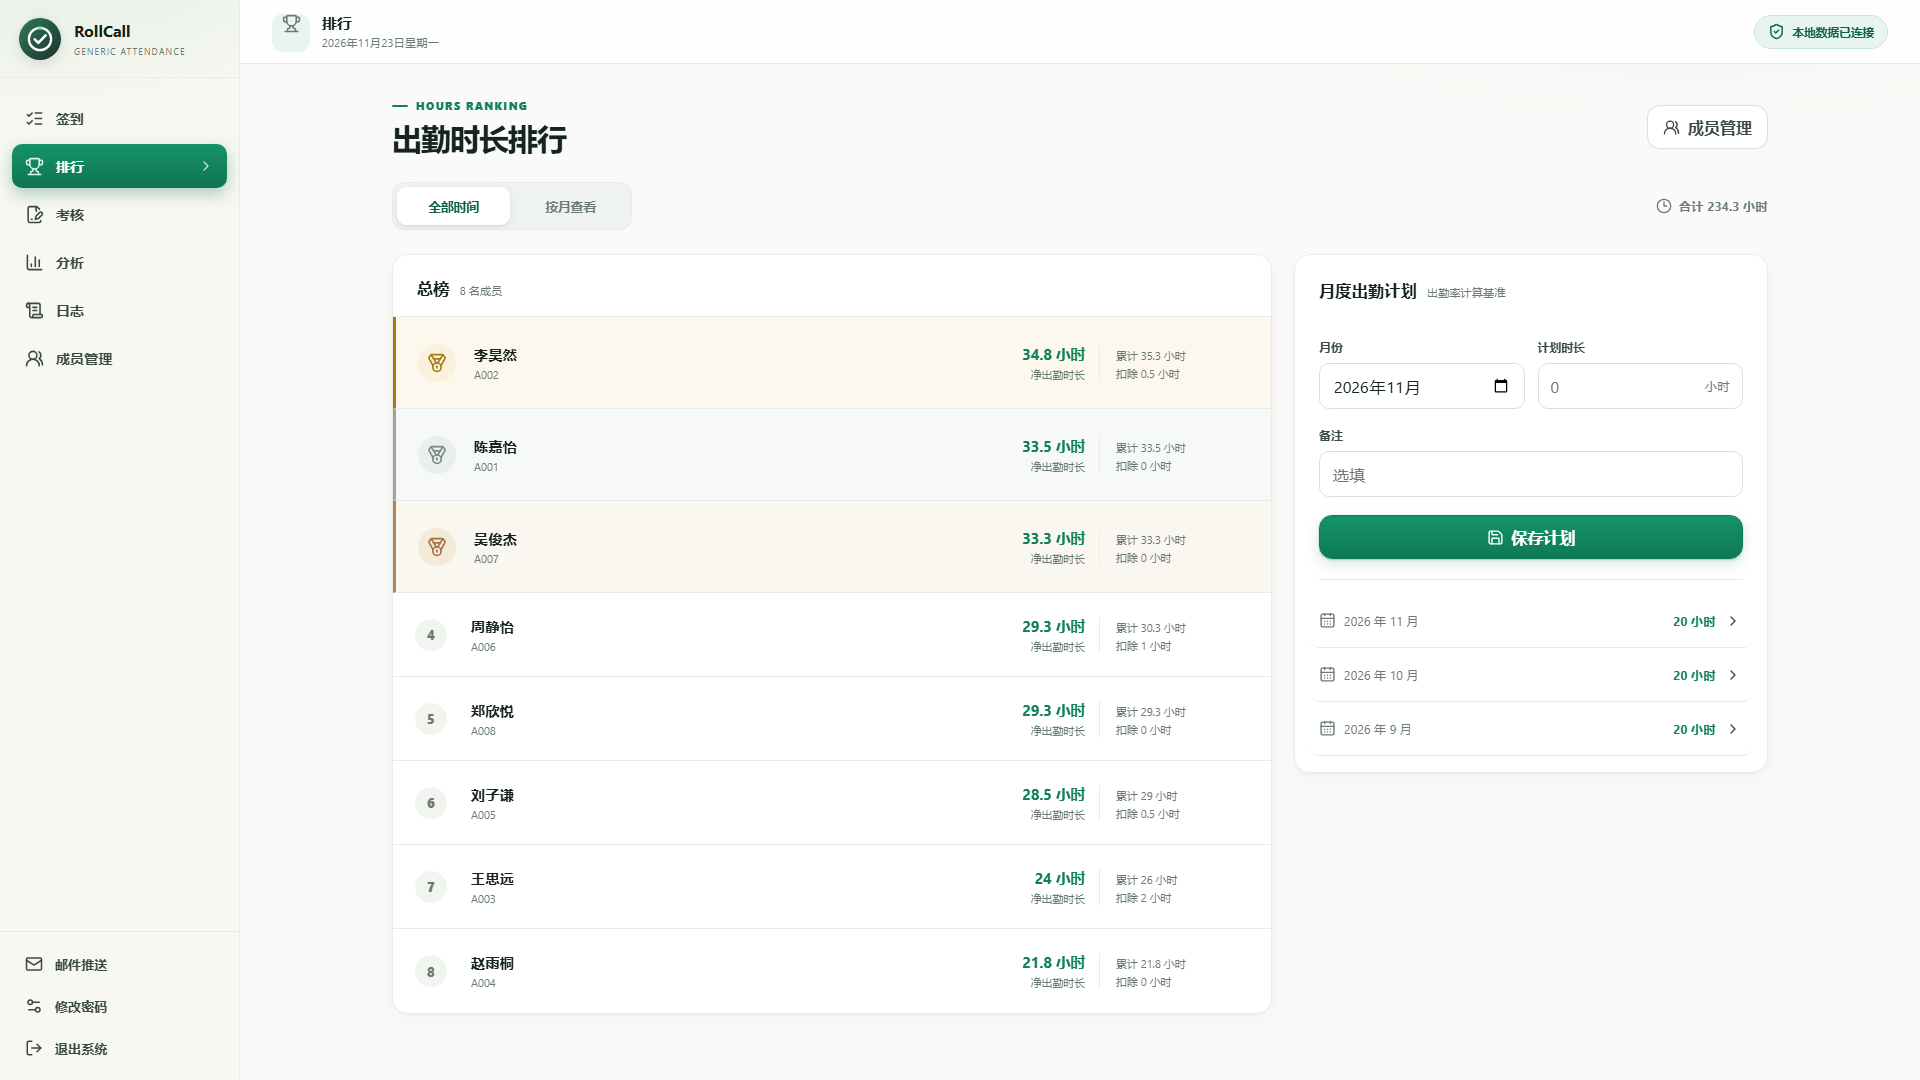 RollCall
GENERIC ATTENDANCE
签到
排行
考核
分析
日志
成员管理
邮件推送
修改密码
退出系统
排行
2026年11月23日星期一
本地数据已连接
HOURS RANKING
出勤时长排行
成员管理
全部时间
按月查看
合计 234.3 小时
总榜 8 名成员
李昊然
A002
34.8 小时
净出勤时长
累计 35.3 小时
扣除 0.5 小时
陈嘉怡
A001
33.5 小时
净出勤时长
累计 33.5 小时
扣除 0 小时
吴俊杰
A007
33.3 小时
净出勤时长
累计 33.3 小时
扣除 0 小时
4
周静怡
A006
29.3 小时
净出勤时长
累计 30.3 小时
扣除 1 小时
5
郑欣悦
A008
29.3 小时
净出勤时长
累计 29.3 小时
扣除 0 小时
6
刘子谦
A005
28.5 小时
净出勤时长
累计 29 小时
扣除 0.5 小时
7
王思远
A003
24 小时
净出勤时长
累计 26 小时
扣除 2 小时
8
赵雨桐
A004
21.8 小时
净出勤时长
累计 21.8 小时
扣除 0 小时
月度出勤计划 出勤率计算基准
月份
2026年11月
计划时长
0 小时
备注
选填
保存计划
2026 年 11 月 20 小时
2026 年 10 月 20 小时
2026 年 9 月 20 小时